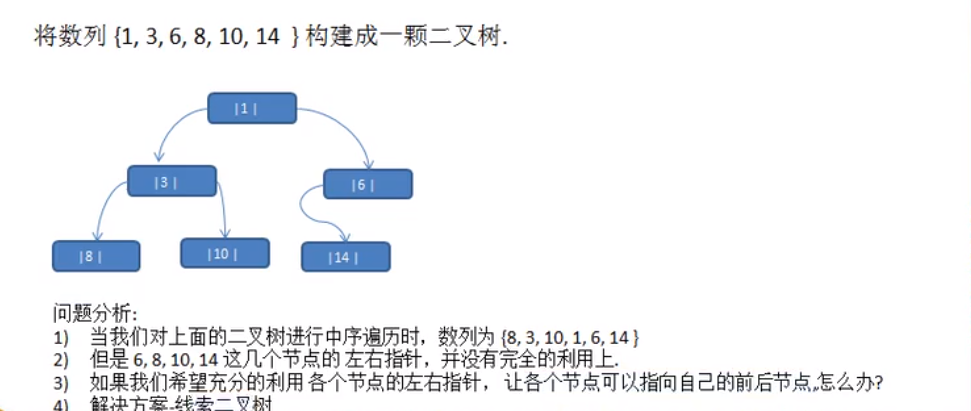 将数列 {1, 3, 6, 8, 10, 14 } 构建成一颗二叉树.
|1|
|3|
|6|
|8|
|10|
|14|
问题分析:
1) 当我们对上面的二叉树进行中序遍历时，数列为 {8, 3, 10, 1, 6, 14 }
2) 但是 6, 8, 10, 14 这几个节点的 左右指针，并没有完全的利用上.
3) 如果我们希望充分的利用 各个节点的左右指针， 让各个节点可以指向自己的前后节点,怎么办?
4) 解决方案-线索二叉树